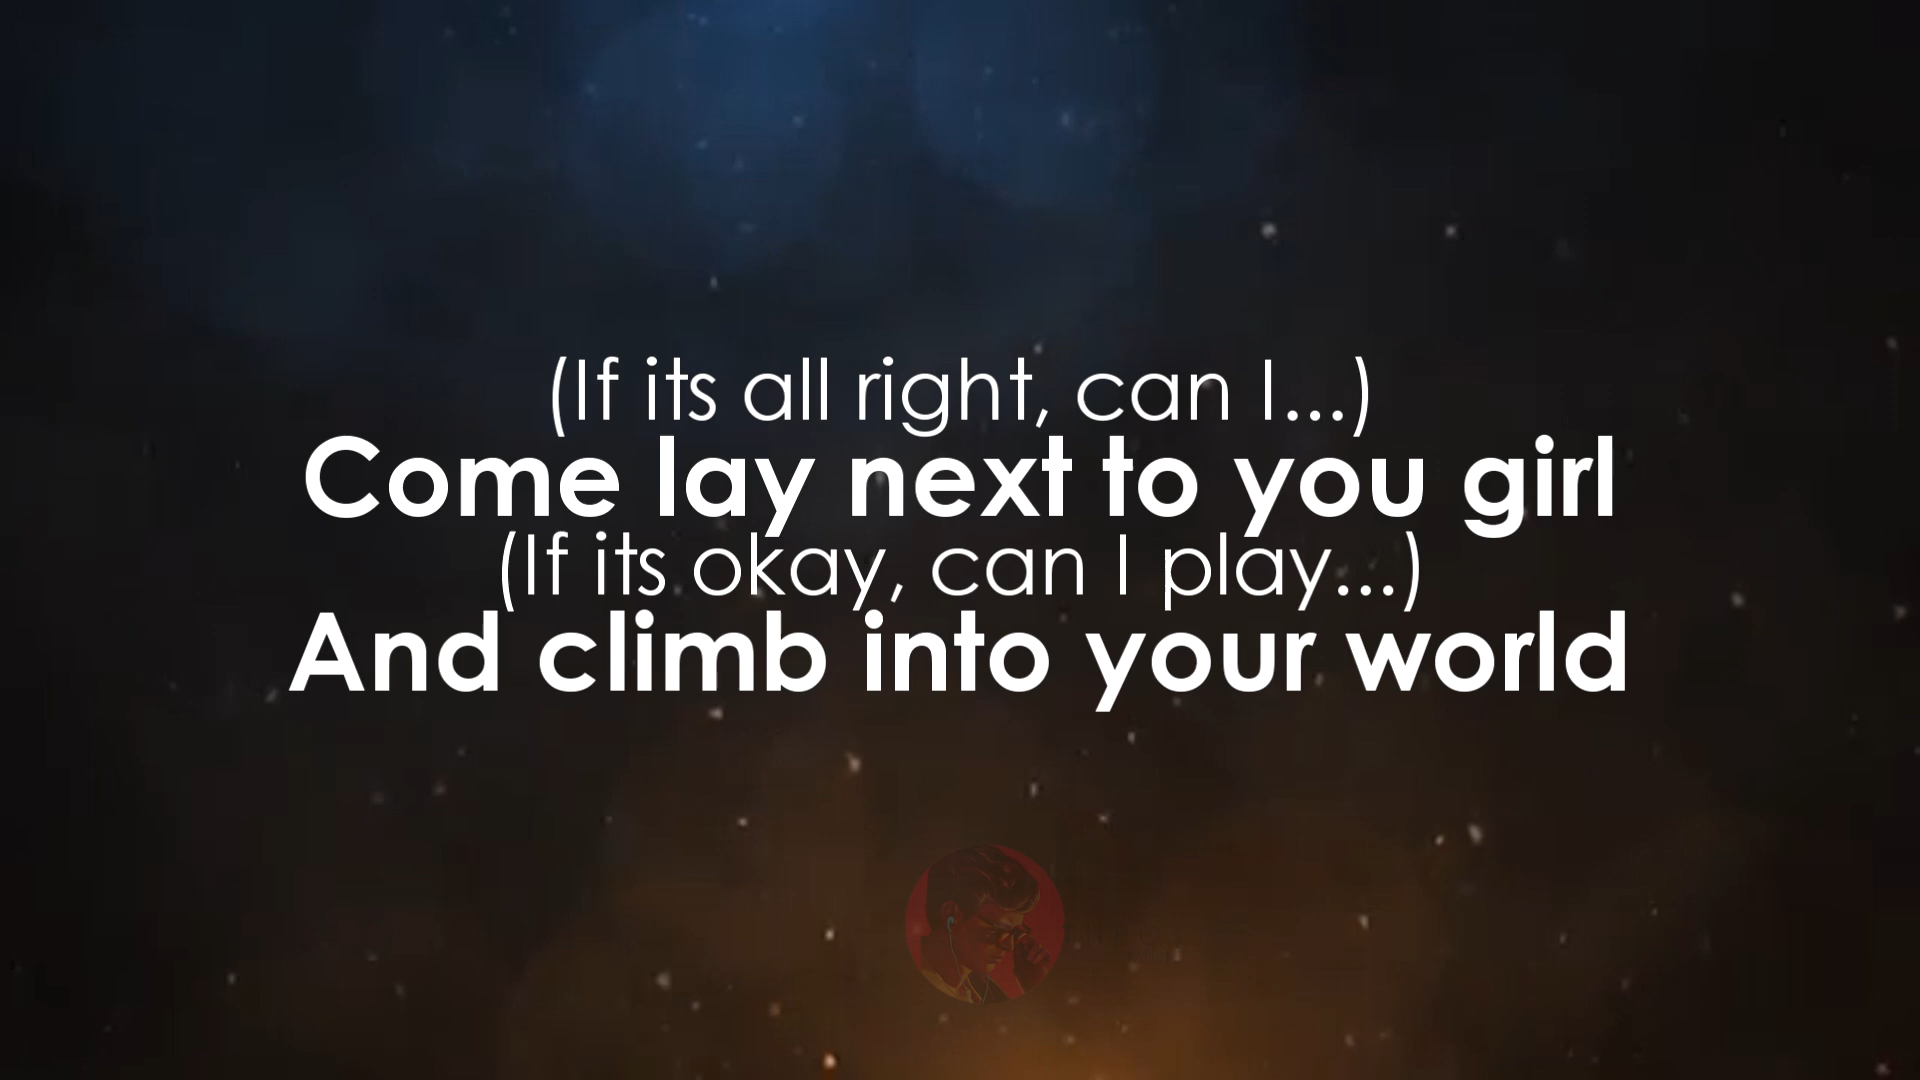 (If its all right, can I...)
Come lay next to you girl
(If its okay, can I play...)
And climb into your world